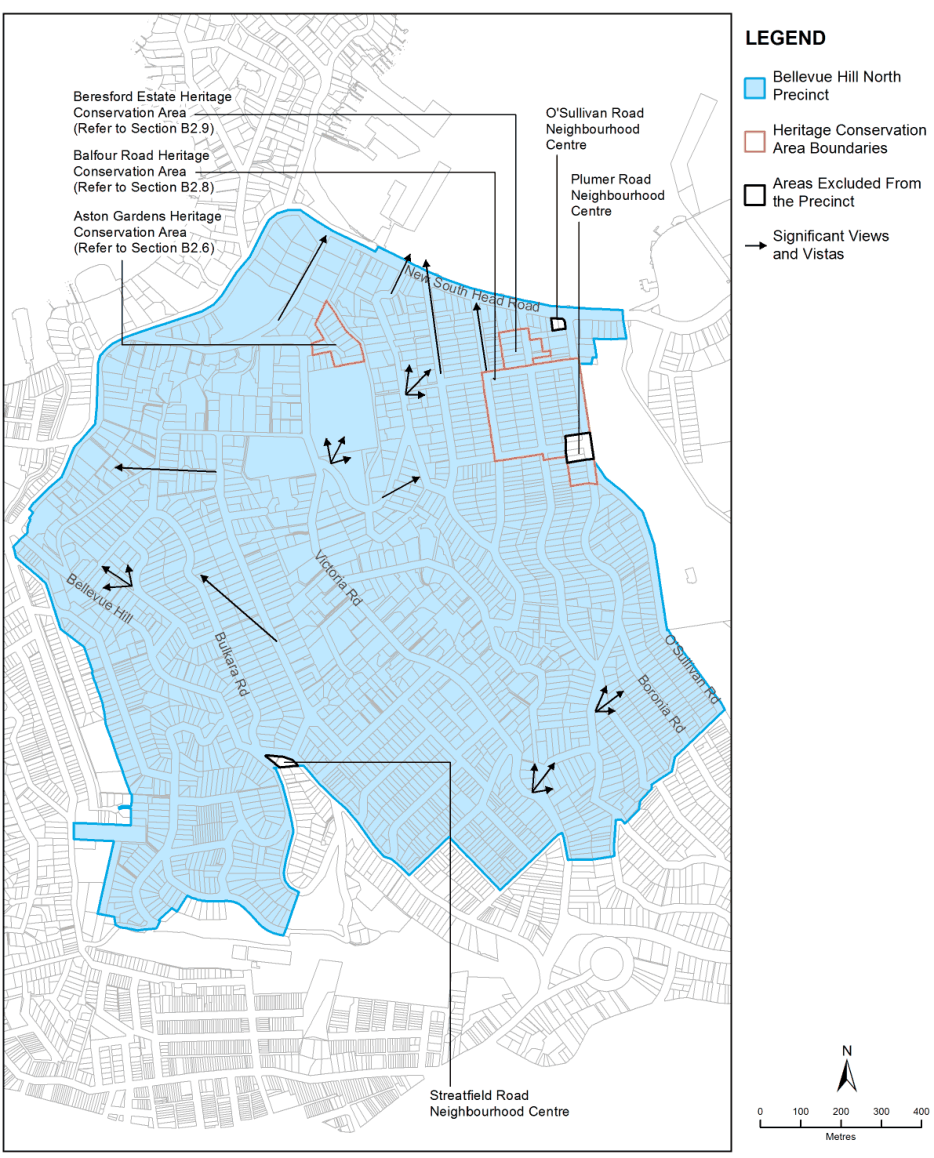 Beresford Estate Heritage
Conservation Area
(Refer to Section B2.9)
Balfour Road Heritage
Conservation Area
(Refer to Section B2.8)
Aston Gardens Heritage
Conservation Area
(Refer to Section B2.6)
O'Sullivan Road
Neighbourhood
Centre
Plumer Road
Neighbourhood
Centre
New South Head Road
Victoria Rd
Bellevue Hill
Bulkara Rd
O'Sullivan Rd
Boronia Rd
Streatfield Road
Neighbourhood Centre
LEGEND
Bellevue Hill North
Precinct
Heritage Conservation
Area Boundaries
Areas Excluded From
the Precinct
Significant Views
and Vistas
N
0 100 200 300 400
Metres